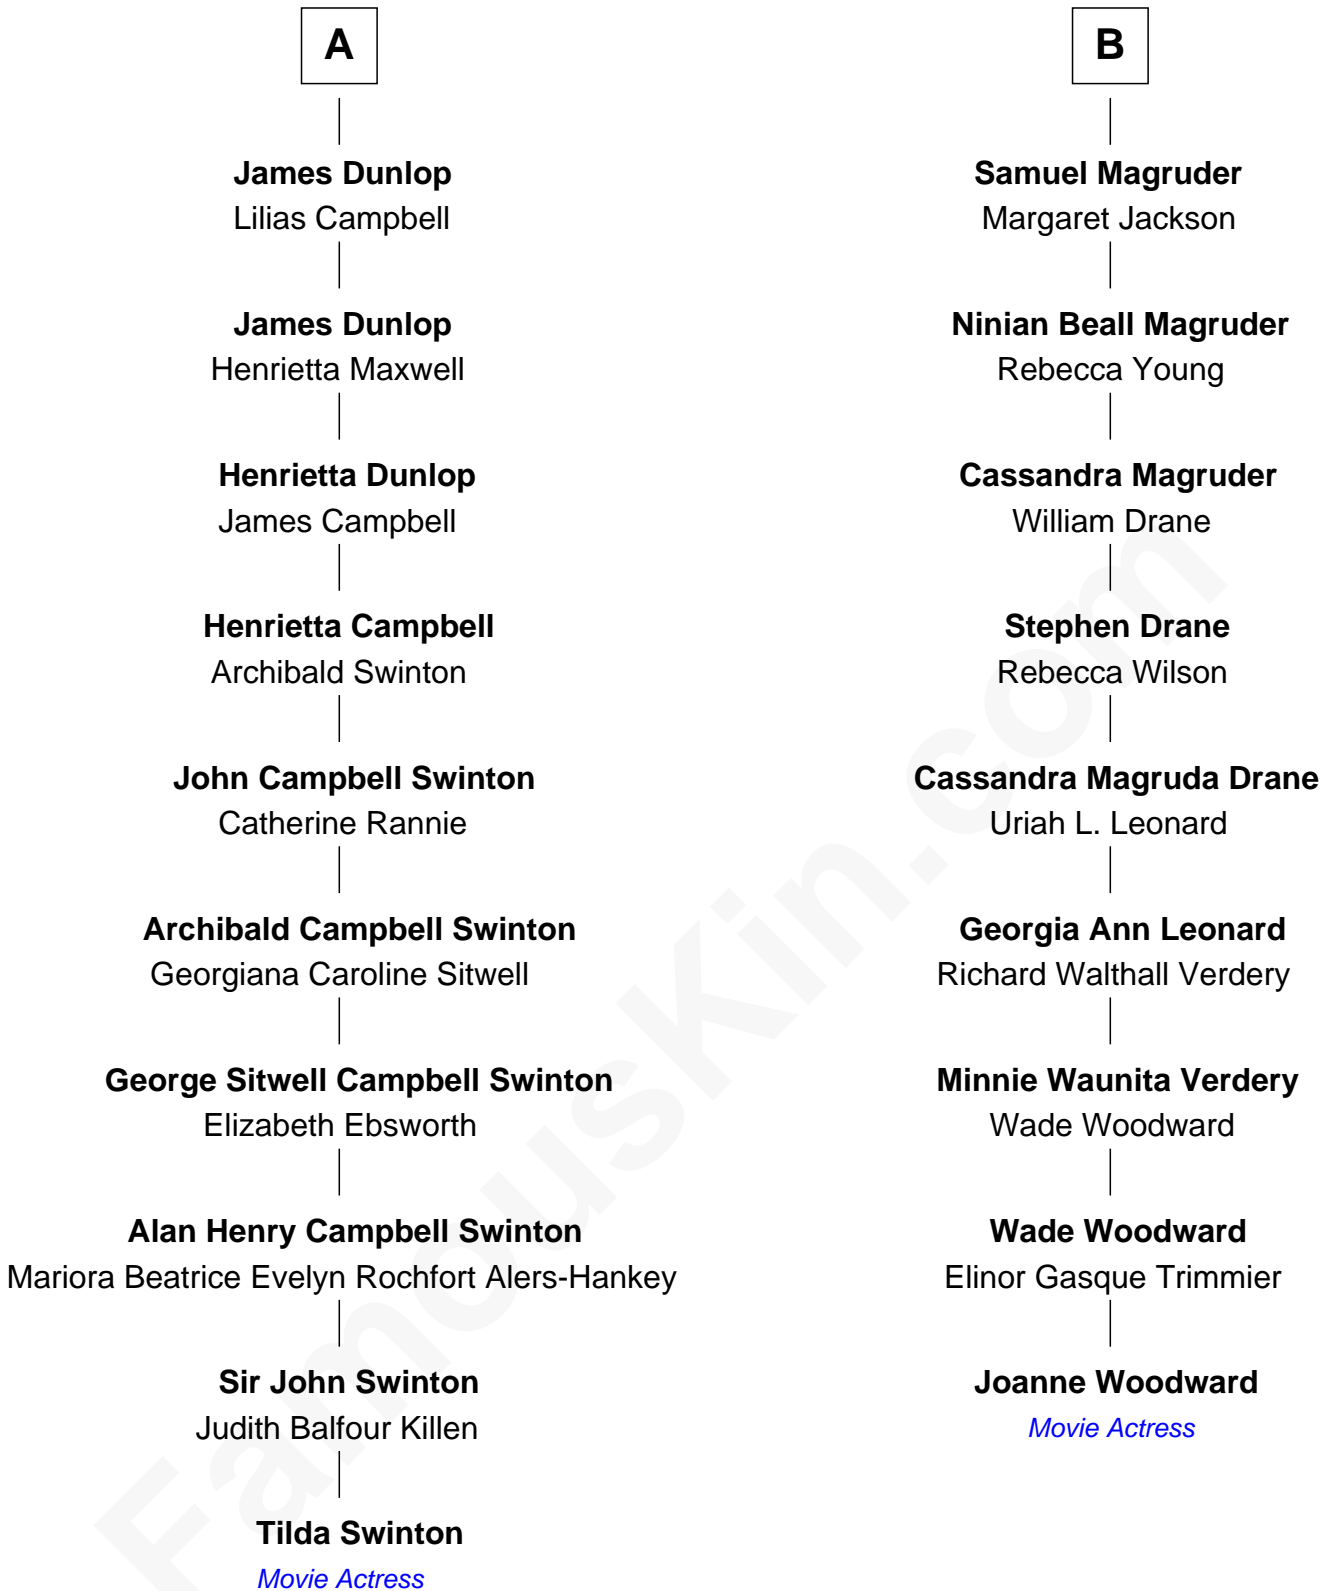 A
James Dunlop
Lilias Campbell
James Dunlop
Henrietta Maxwell
Henrietta Dunlop
James Campbell
Henrietta Campbell
Archibald Swinton
John Campbell Swinton
Catherine Rannie
Archibald Campbell Swinton
Georgiana Caroline Sitwell
George Sitwell Campbell Swinton
Elizabeth Ebsworth
Alan Henry Campbell Swinton
Mariora Beatrice Evelyn Rochfort Alers-Hankey
Sir John Swinton
Judith Balfour Killen
Tilda Swinton
Movie Actress
B
Samuel Magruder
Margaret Jackson
Ninian Beall Magruder
Rebecca Young
Cassandra Magruder
William Drane
Stephen Drane
Rebecca Wilson
Cassandra Magruda Drane
Uriah L. Leonard
Georgia Ann Leonard
Richard Walthall Verdery
Minnie Waunita Verdery
Wade Woodward
Wade Woodward
Elinor Gasque Trimmier
Joanne Woodward
Movie Actress
FamousKin.com